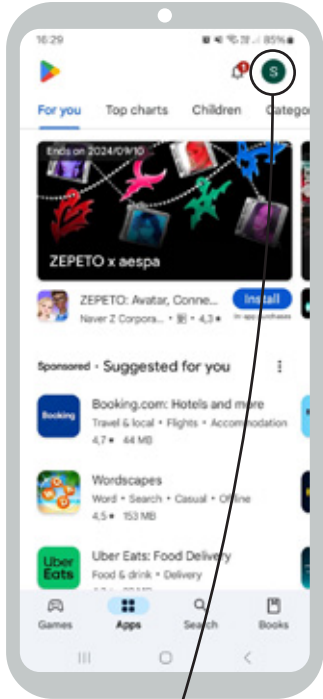 16:29
85%
1
S
For you Top charts Children Catego
Ends on 2024/09/10
ZEPETO x aespa
ZEPETO: Avatar, Conne...
Install
Naver Z Corpora... • • 4,3★
In-app purchases
Sponsored • Suggested for you
Booking
Booking.com: Hotels and more
Travel & local • Flights • Accommodation
4,7★ 44 MB
Wordscapes
Word • Search • Casual • Offline
4,5★ 153 MB
Uber
Eats
Uber Eats: Food Delivery
Food & drink • Delivery
Games Apps Search Books